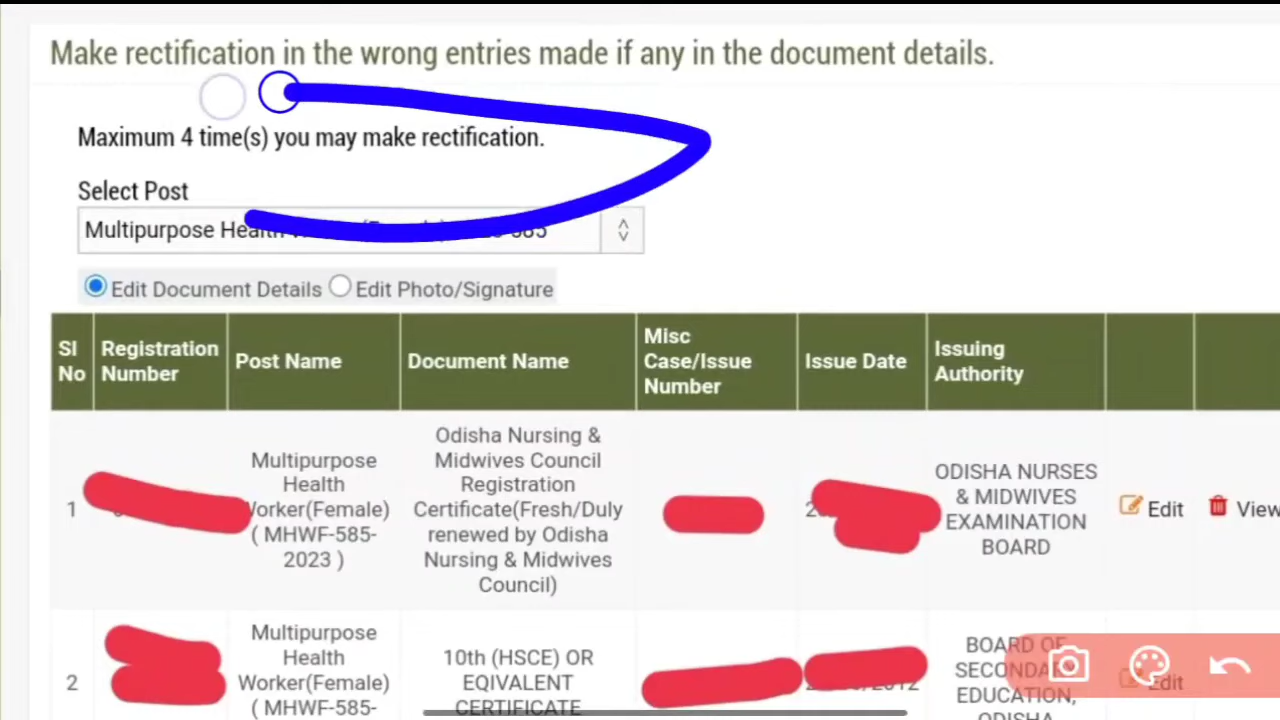 Make rectification in the wrong entries made if any in the document details.
Maximum 4 time(s) you may make rectification.
Select Post
Multipurpose Health
Edit Document Details Edit Photo/Signature
Sl No
Registration Number
Post Name
Document Name
Misc Case/Issue Number
Issue Date
Issuing Authority
1
Multipurpose
Health
Worker(Female)
( MHWF-585-
2023 )
Odisha Nursing &
Midwives Council
Registration
Certificate(Fresh/Duly
renewed by Odisha
Nursing & Midwives
Council)
ODISHA NURSES
& MIDWIVES
EXAMINATION
BOARD
Edit
View
2
Multipurpose
Health
Worker(Female)
( MHWF-585-
10th (HSCE) OR
EQIVALENT
CERTIFICATE
BOARD OF
SECONDARY
EDUCATION,
ODISHA
Edit